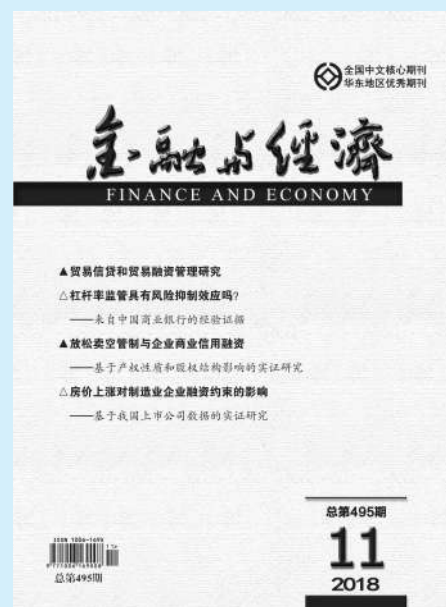 全国中文核心期刊
华东地区优秀期刊
金融与经濟
FINANCE AND ECONOMY
▲贸易信贷和贸易融资管理研究
△杠杆率监管具有风险抑制效应吗?
——来自中国商业银行的经验证据
▲放松卖空管制与企业商业信用融资
——基于产权性质和股权结构影响的实证研究
△房价上涨对制造业企业融资约束的影响
——基于我国上市公司数据的实证研究
总第495期
11
2018
ISSN 1006-169X
总第495期